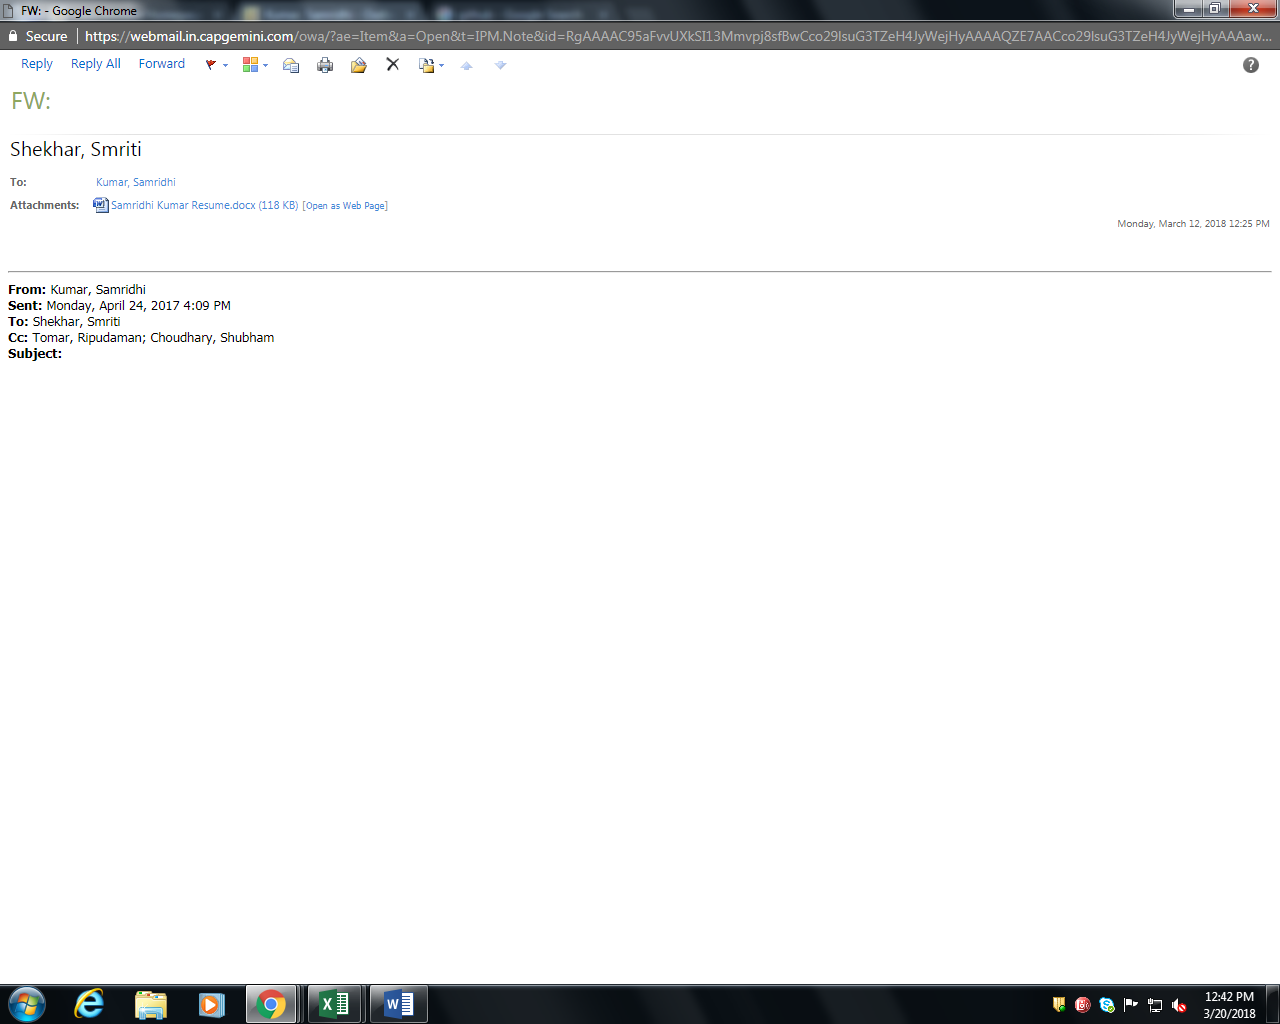 FW: - Google Chrome
Secure https://webmail.in.capgemini.com/owa/?ae=Item&a=Open&t=IPM.Note&id=RgAAAAC95aFvvUXkSI13Mmvpj8sfBwCco29lsuG3TZeH4JyWejHyAAAAQZE7AACco29lsuG3TZeH4JyWejHyAAAaw...
Reply Reply All Forward
FW:
Shekhar, Smriti
To: Kumar, Samridhi
Attachments: Samridhi Kumar Resume.docx (118 KB) [Open as Web Page]
Monday, March 12, 2018 12:25 PM
From: Kumar, Samridhi
Sent: Monday, April 24, 2017 4:09 PM
To: Shekhar, Smriti
Cc: Tomar, Ripudaman; Choudhary, Shubham
Subject:
12:42 PM
3/20/2018